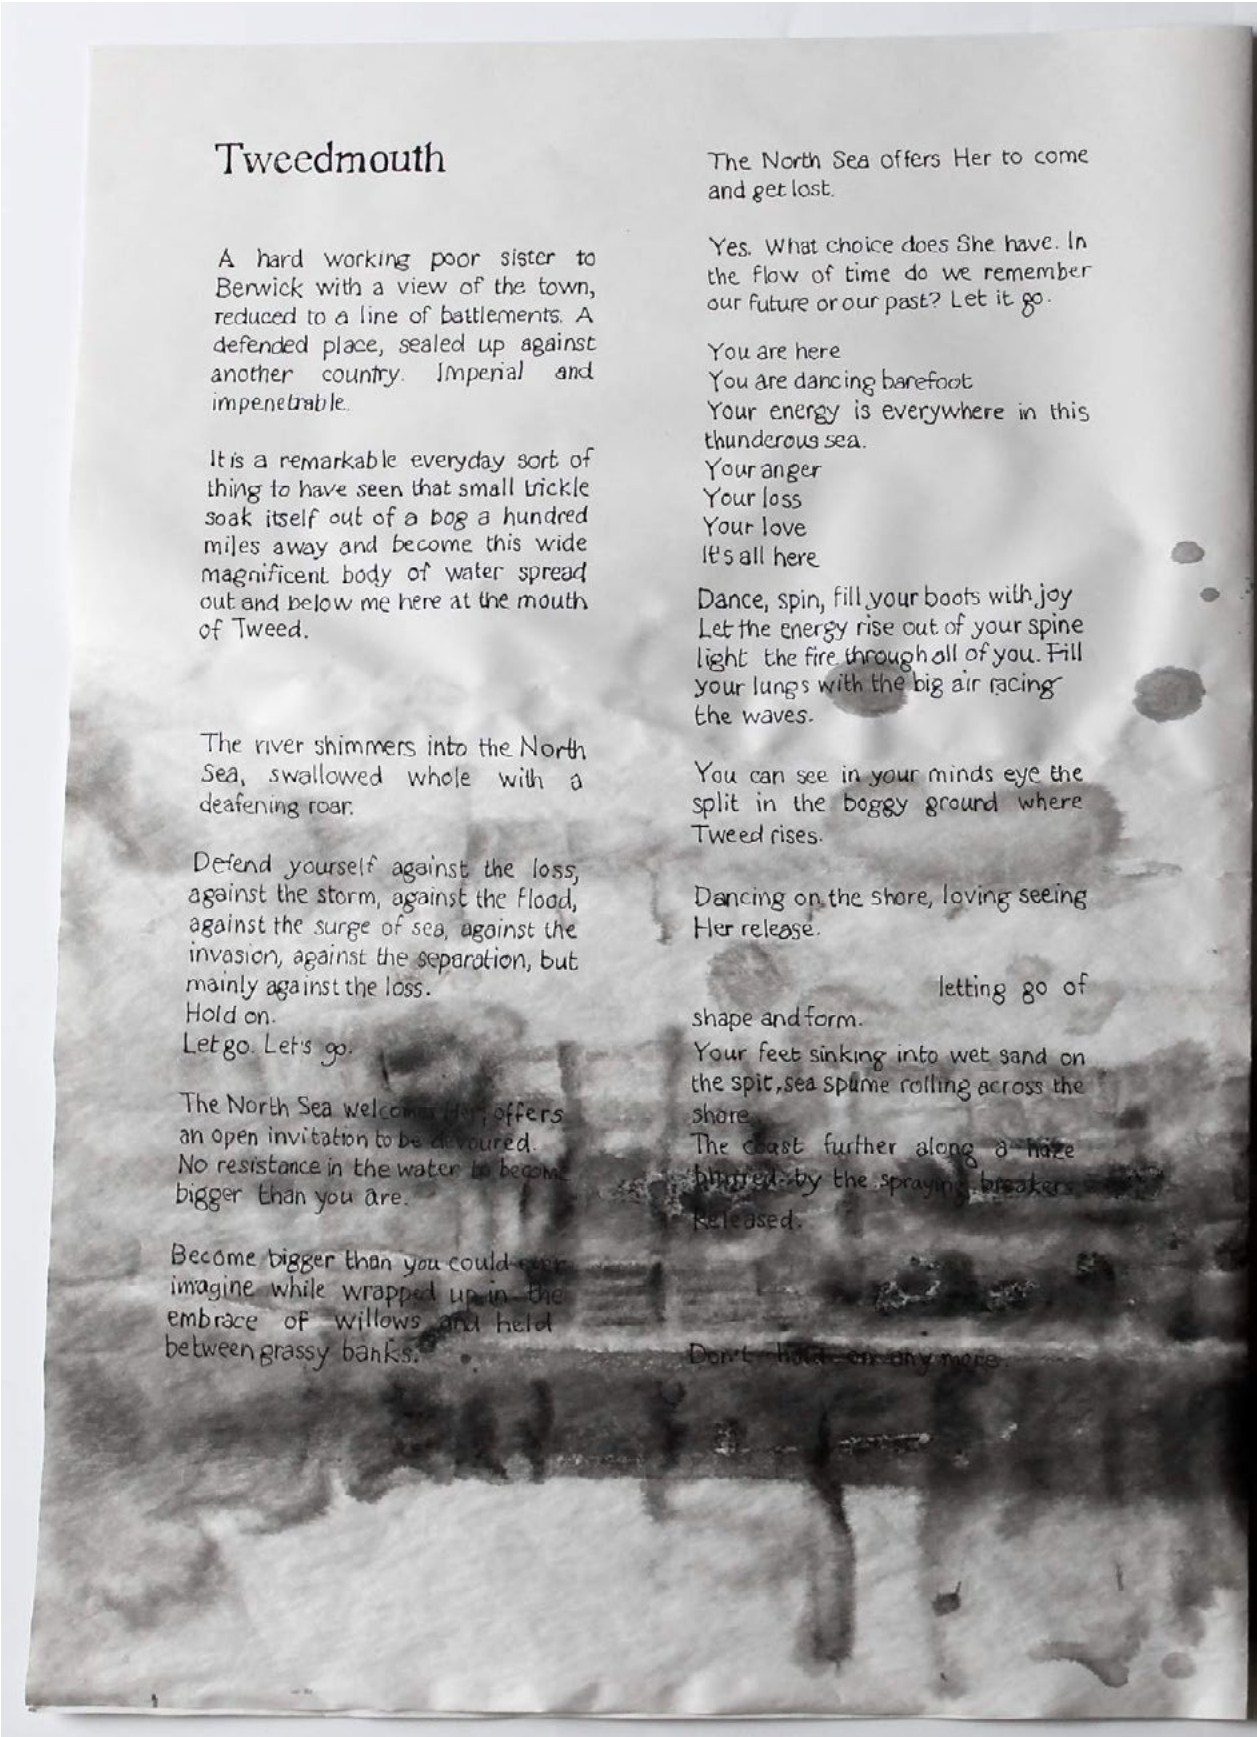 Tweedmouth
A hard working poor sister to
Berwick with a view of the town,
reduced to a line of battlements. A
defended place, sealed up against
another country. Imperial and
impenetrable.
It is a remarkable everyday sort of
thing to have seen that small trickle
soak itself out of a bog a hundred
miles away and become this wide
magnificent body of water spread
out and below me here at the mouth
of Tweed.
The river shimmers into the North
Sea, swallowed whole with a
deafening roar.
Defend yourself against the loss,
against the storm, against the flood,
against the surge of sea, against the
invasion, against the separation, but
mainly against the loss.
Hold on.
Let go. Let's go.
The North Sea welcomes Her, offers
an open invitation to be devoured.
No resistance in the water to become
bigger than you are.
Become bigger than you could ever
imagine while wrapped up in the
embrace of willows and held
between grassy banks.
The North Sea offers Her to come
and get lost.
Yes. What choice does She have. In
the flow of time do we remember
our future or our past? Let it go.
You are here
You are dancing barefoot
Your energy is everywhere in this
thunderous sea.
Your anger
Your loss
Your love
It's all here
Dance, spin, fill your boots with joy
Let the energy rise out of your spine
light the fire through all of you. Fill
your lungs with the big air racing
the waves.
You can see in your minds eye the
split in the boggy ground where
Tweed rises.
Dancing on the shore, loving seeing
Her release.
letting go of
shape and form.
Your feet sinking into wet sand on
the spit, sea spume rolling across the
shore
The coast further along a haze
blurred by the spraying breakers
Released.
Don't hold on any more.